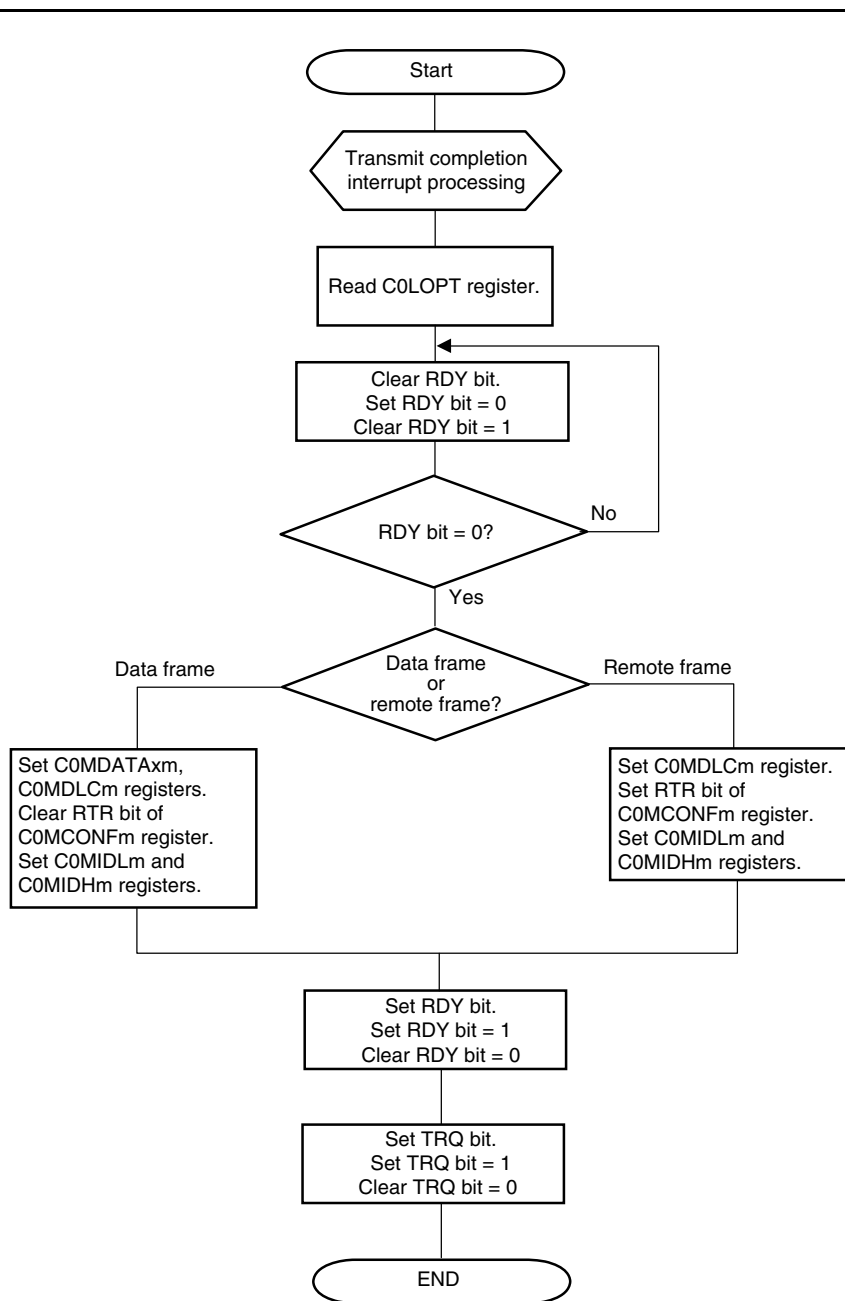 Start
Transmit completion
interrupt processing
Read C0LOPT register.
Clear RDY bit.
Set RDY bit = 0
Clear RDY bit = 1
RDY bit = 0?
No
Yes
Data frame
Data frame
or
remote frame?
Remote frame
Set C0MDATAxm,
C0MDLCm registers.
Clear RTR bit of
C0MCONFm register.
Set C0MIDLm and
C0MIDHm registers.
Set C0MDLCm register.
Set RTR bit of
C0MCONFm register.
Set C0MIDLm and
C0MIDHm registers.
Set RDY bit.
Set RDY bit = 1
Clear RDY bit = 0
Set TRQ bit.
Set TRQ bit = 1
Clear TRQ bit = 0
END